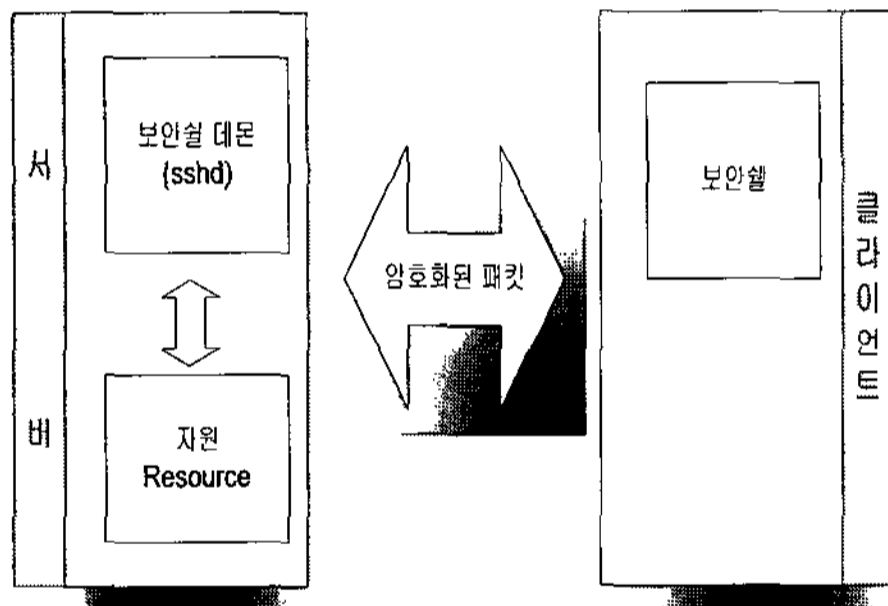 서버
보안쉘 데몬
(sshd)
자원
Resource
암호화된 패킷
보안쉘
클라이언트